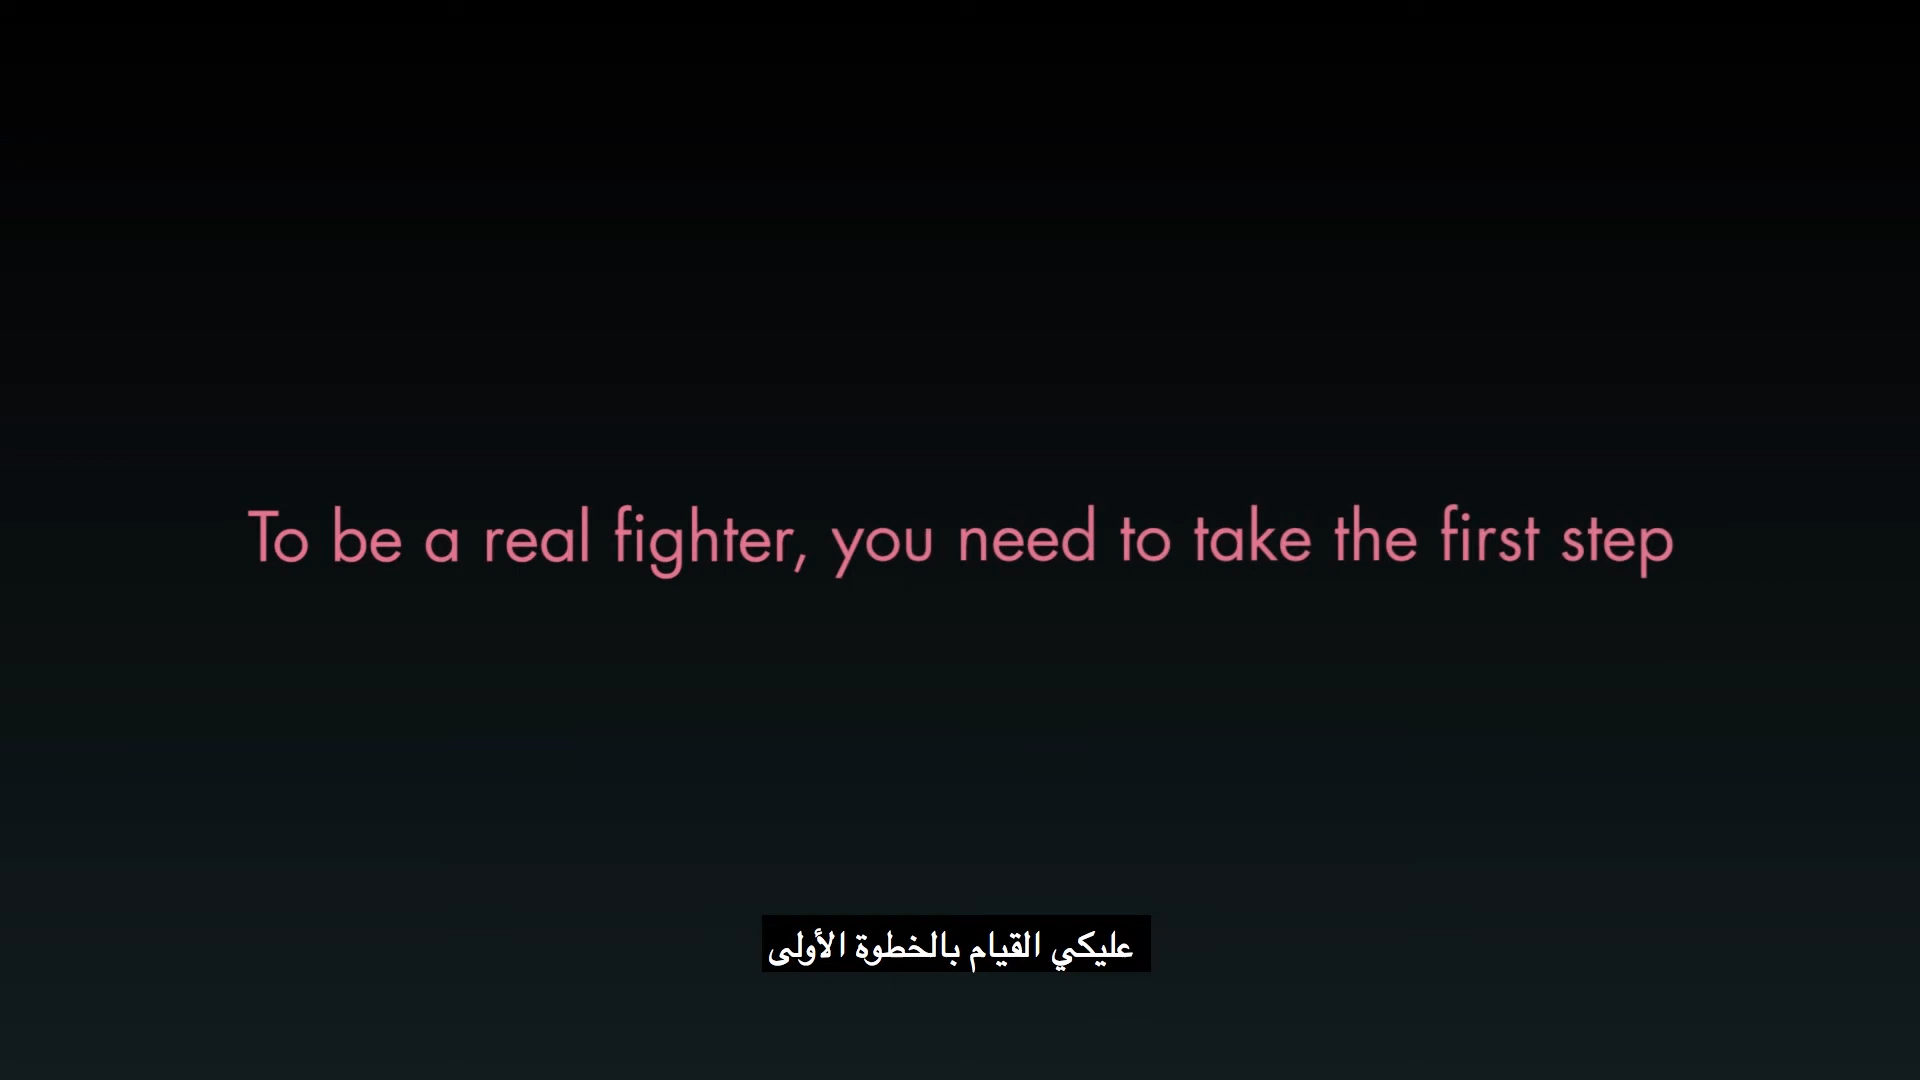 To be a real fighter, you need to take the first step
عليكي القيام بالخطوة الأولى